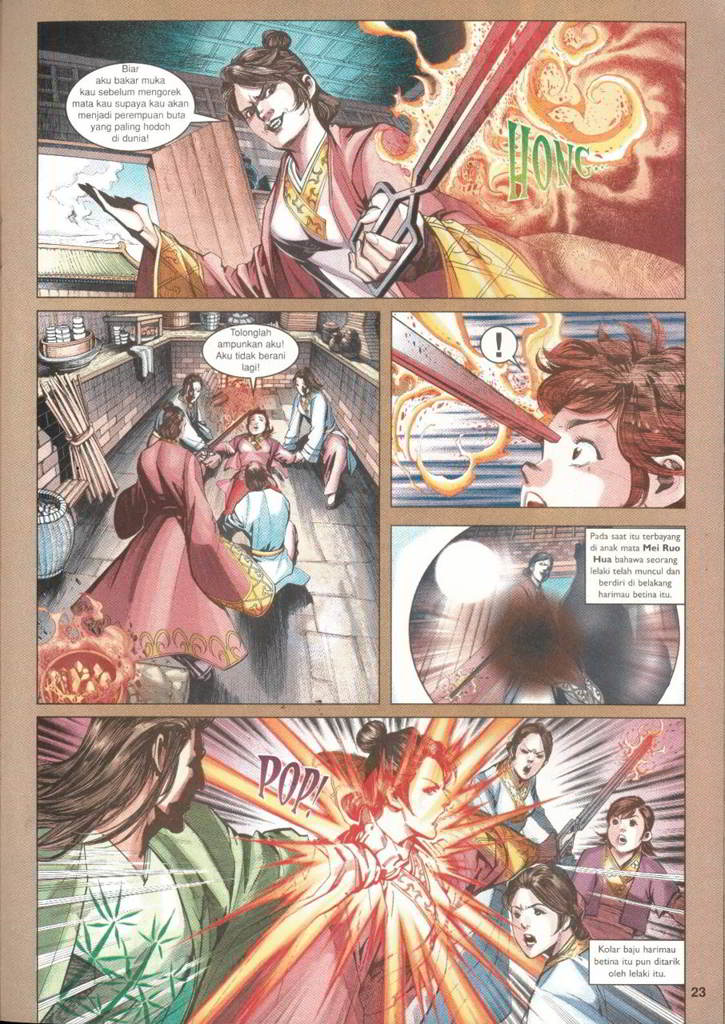 Biar
aku bakar muka
kau sebelum mengorek
mata kau supaya kau akan
menjadi perempuan buta
yang paling hodoh
di dunia!
HONG...
Tolonglah
ampunkan aku!
Aku tidak berani
lagi!
!
Pada saat itu terbayang
di anak mata Mei Ruo
Hua bahawa seorang
lelaki telah muncul dan
berdiri di belakang
harimau betina itu.
POP!
Kolar baju harimau
betina itu pun ditarik
oleh lelaki itu.
23